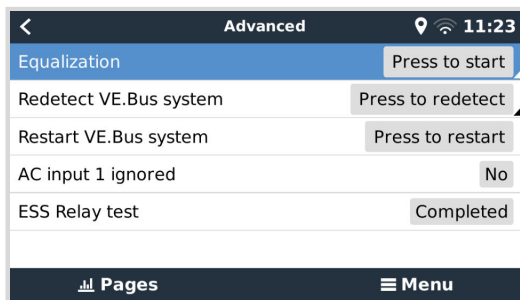 Advanced 11:23
Equalization Press to start
Redetect VE.Bus system Press to redetect
Restart VE.Bus system Press to restart
AC input 1 ignored No
ESS Relay test Completed
Pages Menu